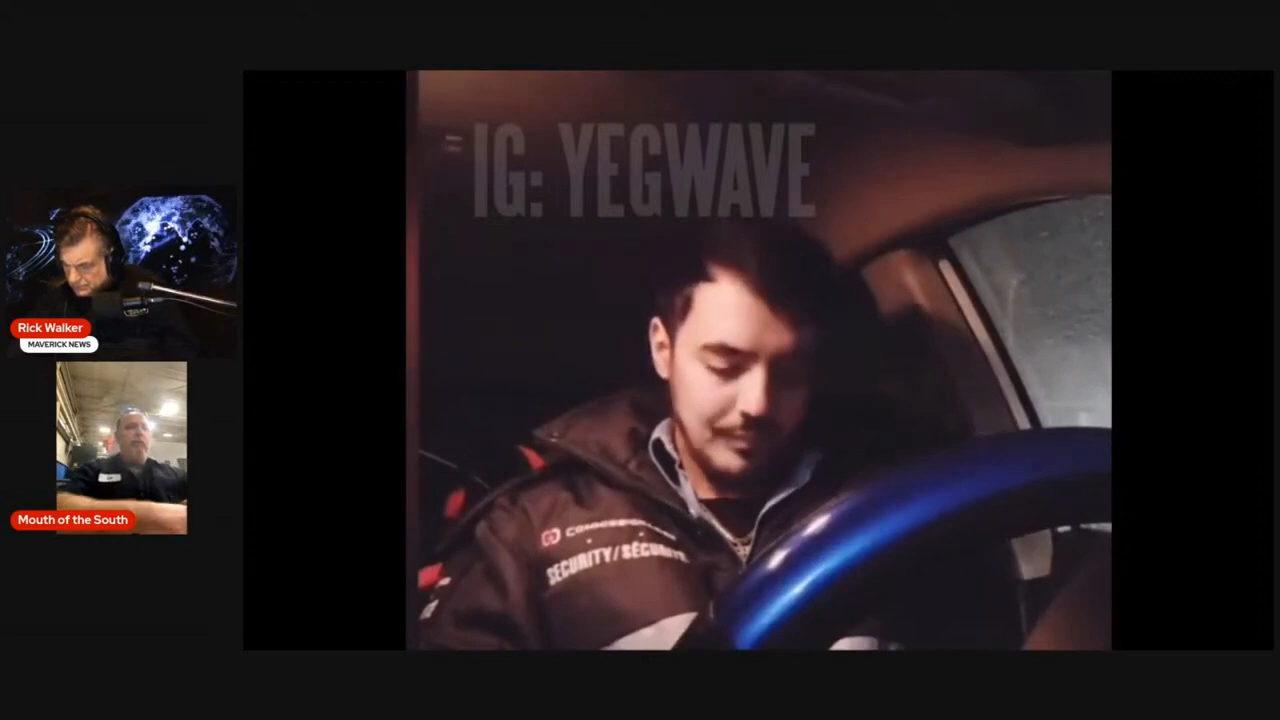 IG: YEGWAVE
Rick Walker
MAVERICK NEWS
SECURITY/SÉCURITÉ
Mouth of the South